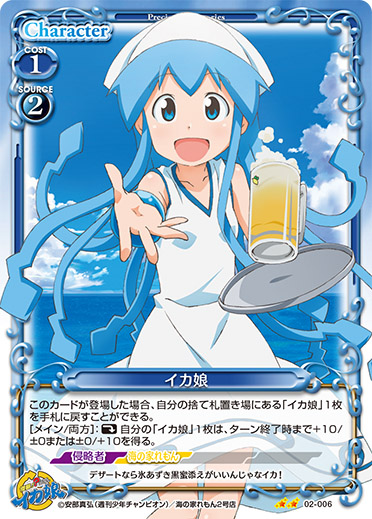 Precious Memories
Character
COST
1
SOURCE
2
イカ娘
このカードが登場した場合、自分の捨て札置き場にある「イカ娘」1枚
を手札に戻すことができる。
[メイン/両方]: 自分の「イカ娘」1枚は、ターン終了時まで+10/
±0または±0/+10を得る。
侵略者 海の家れもん
デザートなら水あずき黒蜜添えがいいんじゃなイカ!
©安部真弘(週刊少年チャンピオン)/海の家れもん2号店
02-006